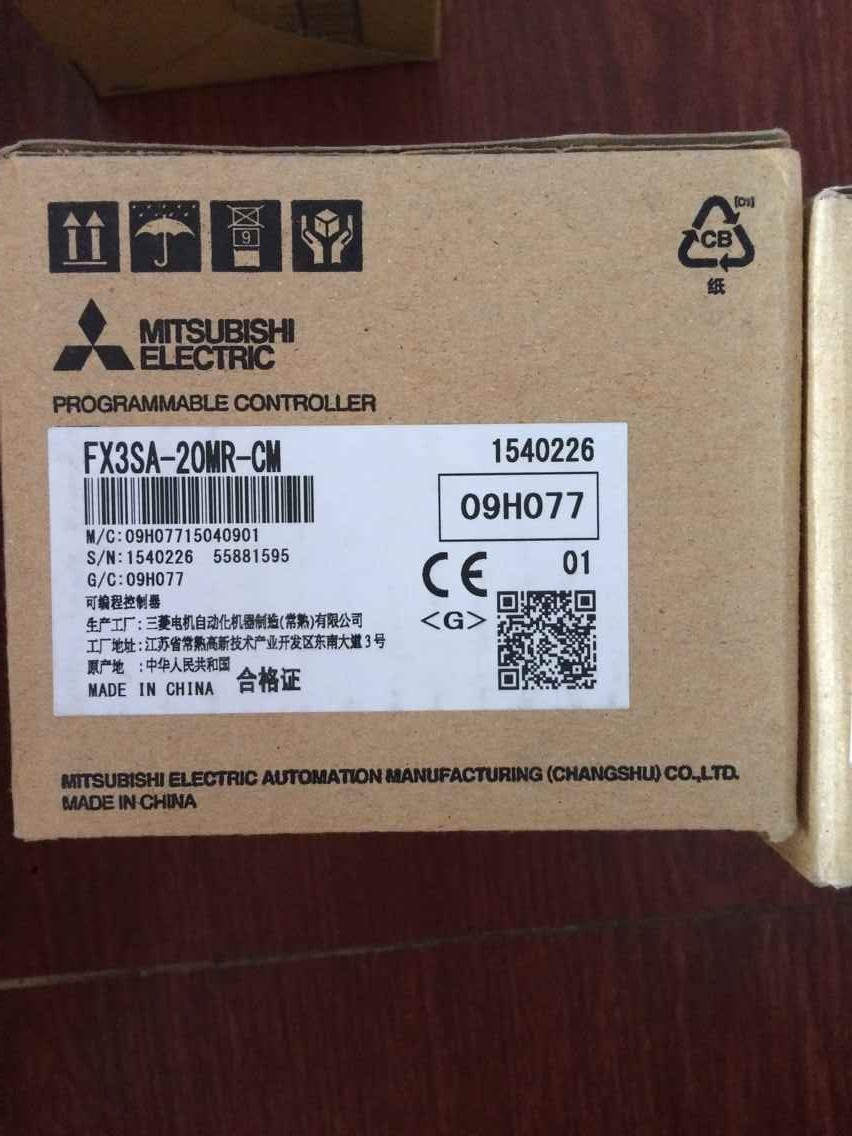 9
[01]
CB
纸
MITSUBISHI
ELECTRIC
PROGRAMMABLE CONTROLLER
FX3SA-20MR-CM 1540226
09H077
M/C:09H07715040901
S/N:1540226 55881595
G/C:09H077
CE 01
<G>
可编程控制器
生产工厂:三菱电机自动化机器制造(常熟)有限公司
工厂地址:江苏省常熟高新技术产业开发区东南大道3号
原产地 :中华人民共和国
MADE IN CHINA 合格证
MITSUBISHI ELECTRIC AUTOMATION MANUFACTURING (CHANGSHU) CO.,LTD.
MADE IN CHINA